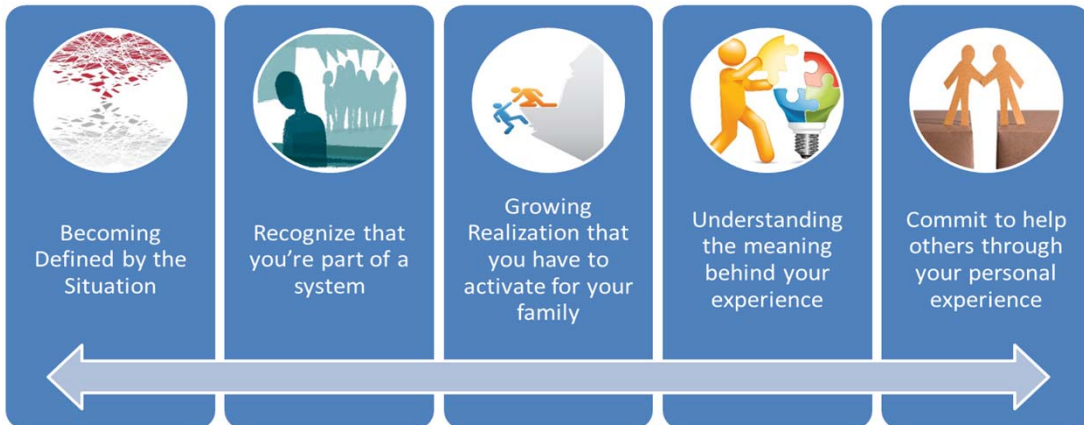 Becoming
Defined by the
Situation
Recognize that
you're part of a
system
Growing
Realization that
you have to
activate for your
family
Understanding
the meaning
behind your
experience
Commit to help
others through
your personal
experience